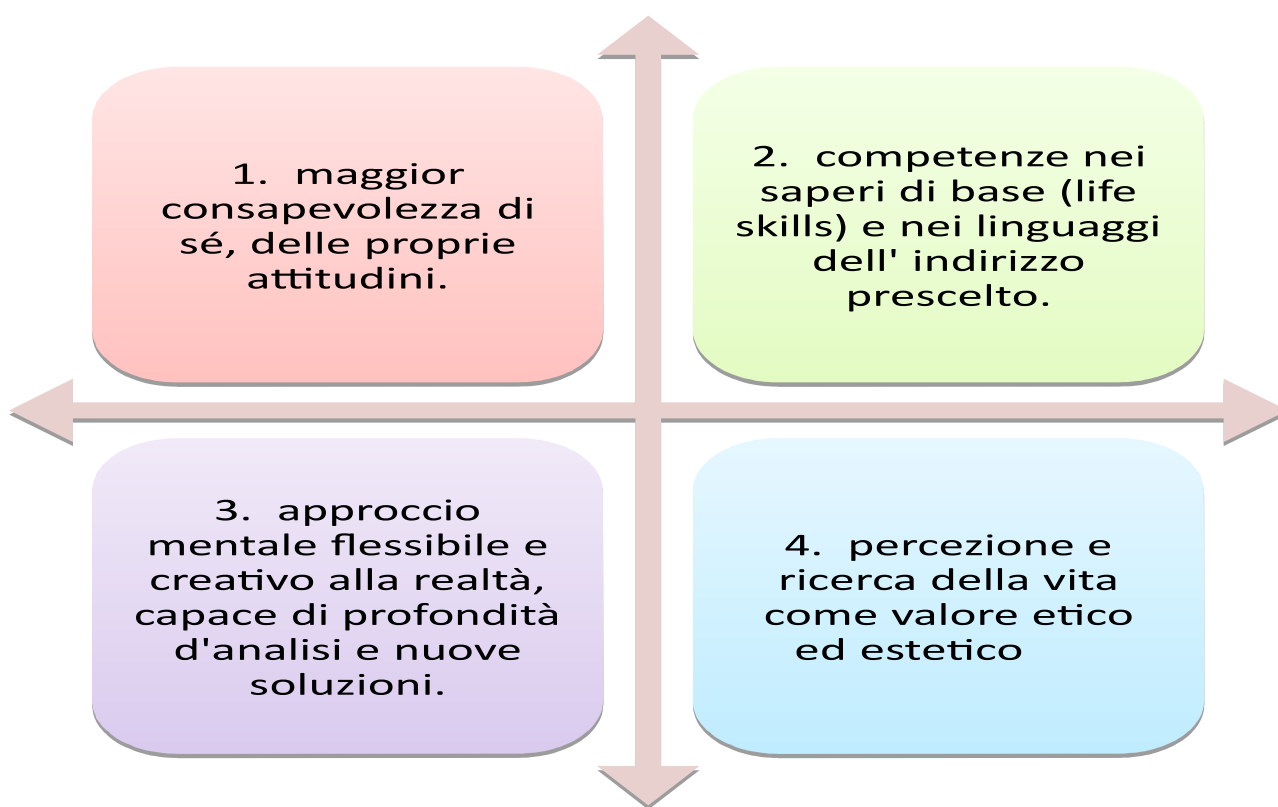 1.  maggior
consapevolezza di
sé, delle proprie
attitudini.
2.  competenze nei
saperi di base (life
skills) e nei linguaggi
dell' indirizzo
prescelto.
3.  approccio
mentale flessibile e
creativo alla realtà,
capace di profondità
d'analisi e nuove
soluzioni.
4.  percezione e
ricerca della vita
come valore etico
ed estetico